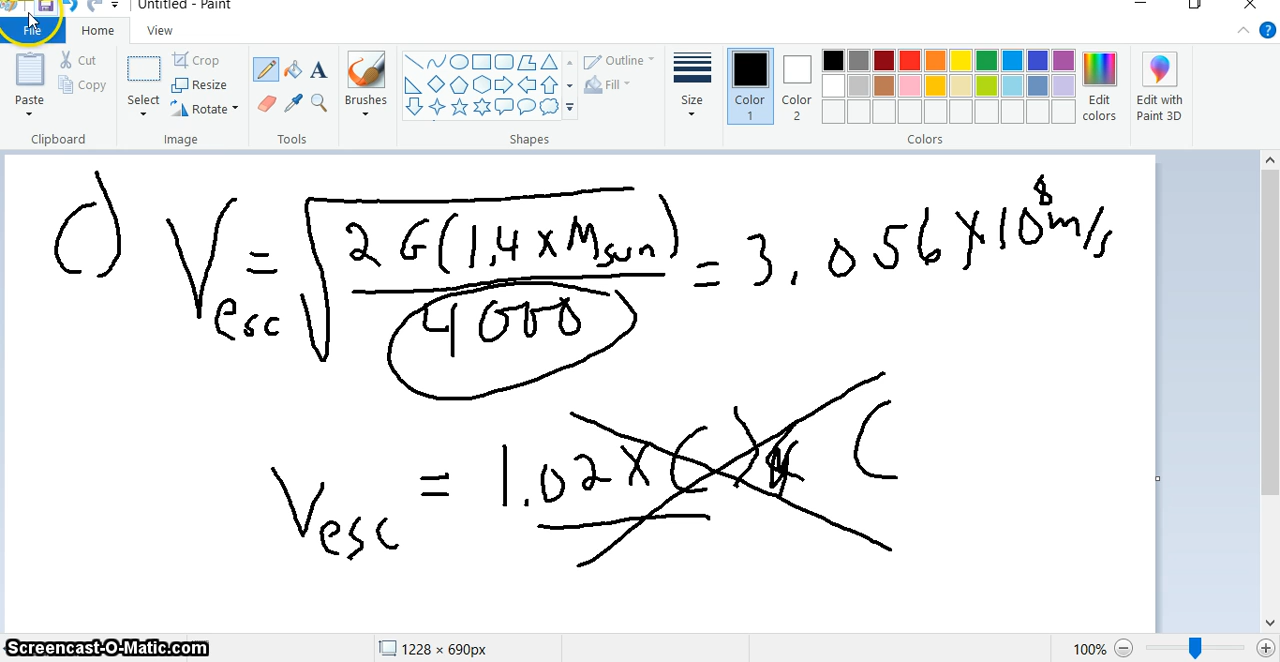 Untitled - Paint
File Home View
Paste
Cut
Copy
Clipboard
Select
Crop
Resize
Rotate
Image
A
Tools
Brushes
Outline
Fill
Shapes
Size
Color 1
Color 2
Edit colors
Colors
Edit with Paint 3D
c) Vesc = √(2 G (1,4 x Msun) / 4000) = 3.056 x 10^8 m/s
Vesc = 1.02 x C ) x C
Screencast-O-Matic.com
1228 × 690px
100%